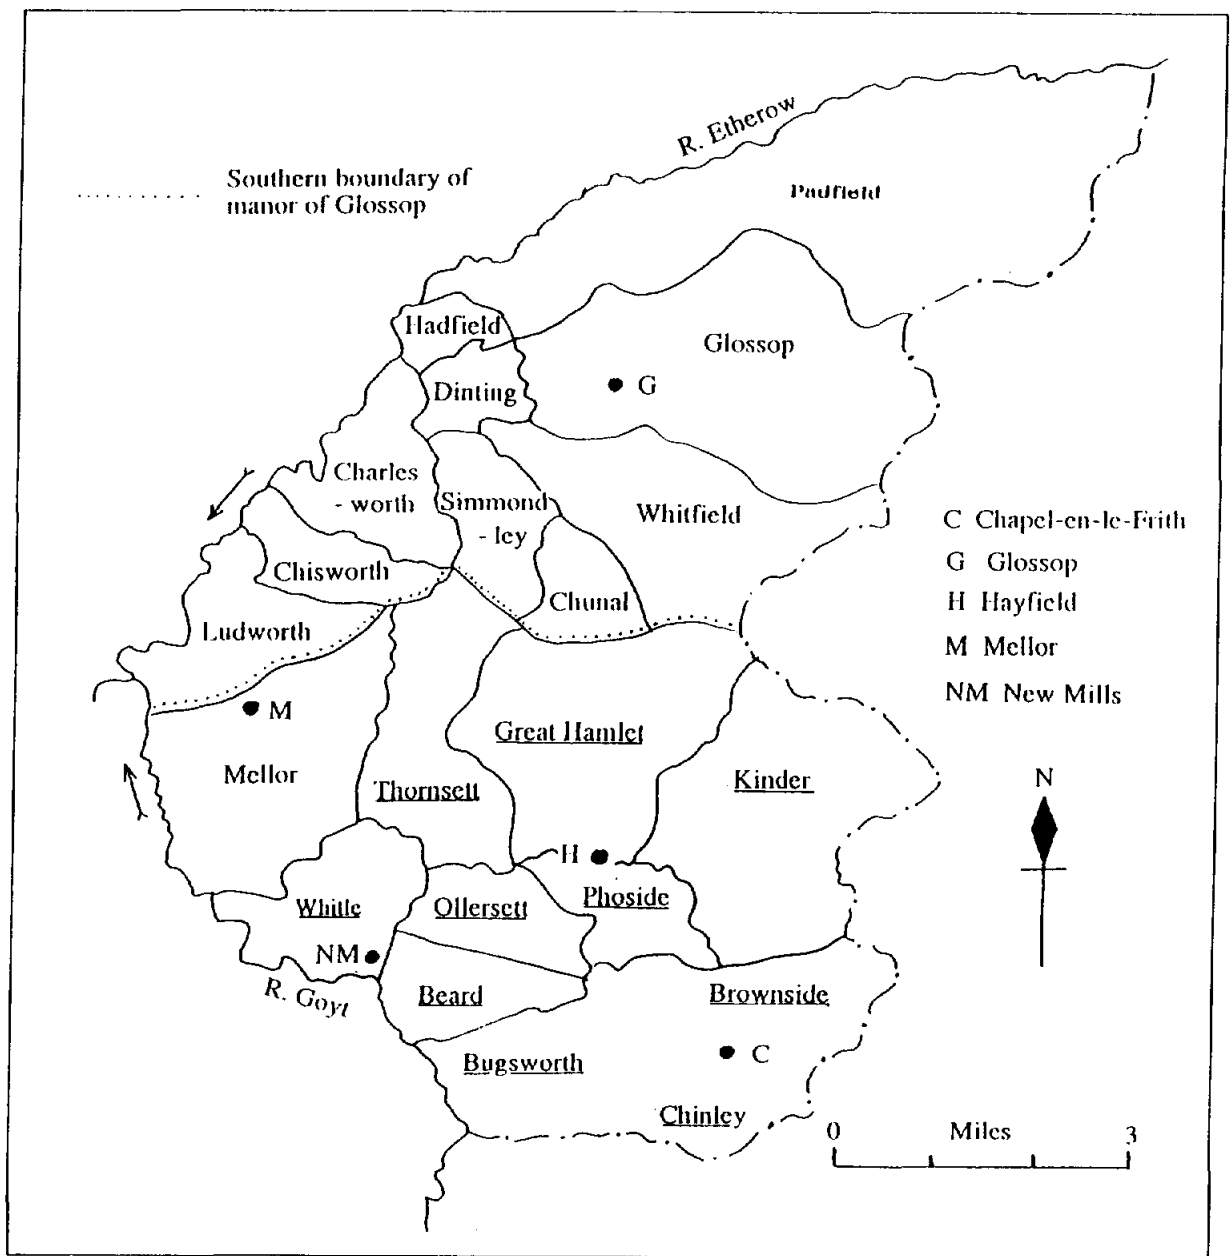 R. Etherow
Southern boundary of
manor of Glossop
Padfield
Hadfield
Glossop
G
Dinting
Charles
- worth
Simmond
- ley
Whitfield
C Chapel-en-le-Frith
G Glossop
H Hayfield
M Mellor
NM New Mills
Chisworth
Chunal
Ludworth
M
Great Hamlet
Mellor
Thornsett
Kinder
N
H
Phoside
Whitle
Ollersett
NM
R. Goyt
Beard
Brownside
Bugsworth
C
Chinley
0 Miles 3